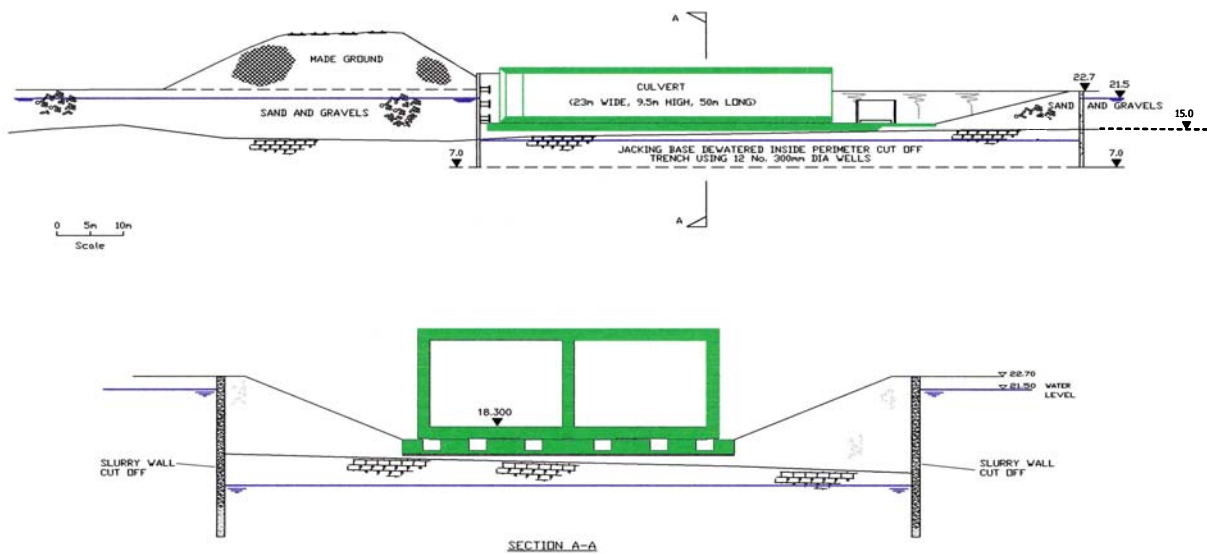 A
MADE GROUND
CULVERT
(23m WIDE, 9.5m HIGH, 50m LONG)
22.7
21.5
SAND AND GRAVELS
SAND AND GRAVELS
15.0
JACKING BASE DEWATERED INSIDE PERIMETER CUT OFF
TRENCH USING 12 No. 300mm DIA WELLS
7.0
7.0
A
0 5m 10m
Scale
22.70
21.50 WATER
LEVEL
18.300
SLURRY WALL
CUT OFF
SLURRY WALL
CUT OFF
SECTION A-A